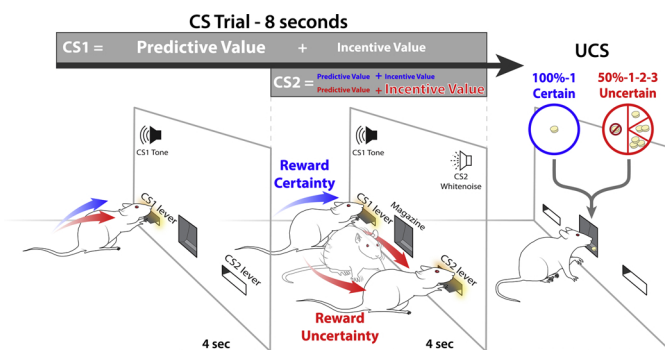 CS Trial - 8 seconds
CS1 = Predictive Value + Incentive Value
CS2 = Predictive Value + Incentive Value
Predictive Value + Incentive Value
UCS
100%-1 Certain
50%-1-2-3 Uncertain
CS1 Tone
CS1 lever
CS2 lever
4 sec
CS1 Tone
CS2 Whitenoise
Reward Certainty
CS1 lever
Magazine
CS2 lever
Reward Uncertainty
4 sec